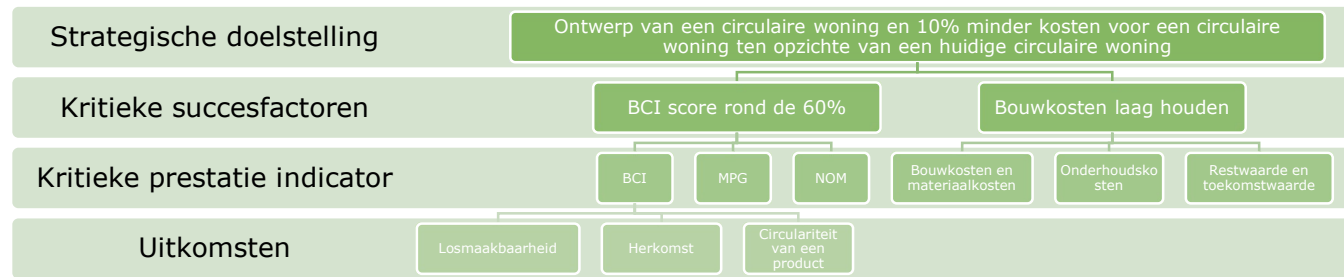 Strategische doelstelling
Ontwerp van een circulaire woning en 10% minder kosten voor een circulaire
woning ten opzichte van een huidige circulaire woning
Kritieke succesfactoren
BCI score rond de 60%
Bouwkosten laag houden
Kritieke prestatie indicator
BCI
MPG
NOM
Bouwkosten en
materiaalkosten
Onderhoudsko
sten
Restwaarde en
toekomstwaarde
Uitkomsten
Losmaakbaarheid
Herkomst
Circulariteit
van een
product